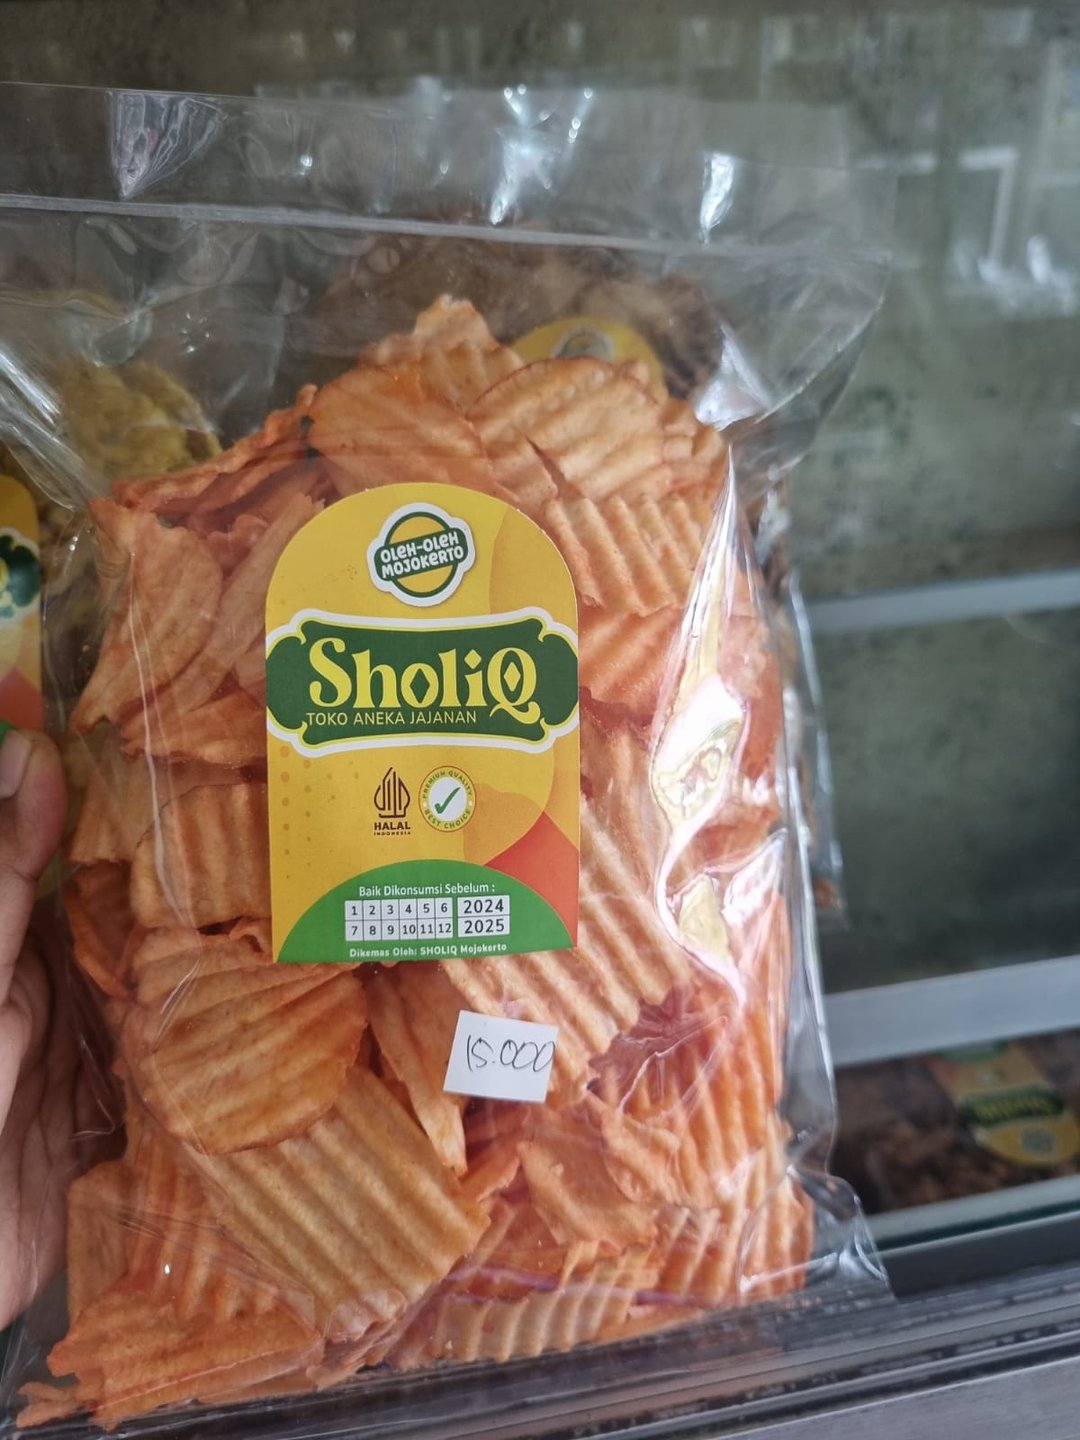 OLEH-OLEH
MOJOKERTO
SholiQ
TOKO ANEKA JAJANAN
HALAL
INDONESIA
PREMIUM QUALITY
BEST CHOICE
Baik Dikonsumsi Sebelum :
1 2 3 4 5 6 2024
7 8 9 10 11 12 2025
Dikemas Oleh: SHOLIQ Mojokerto
15.000